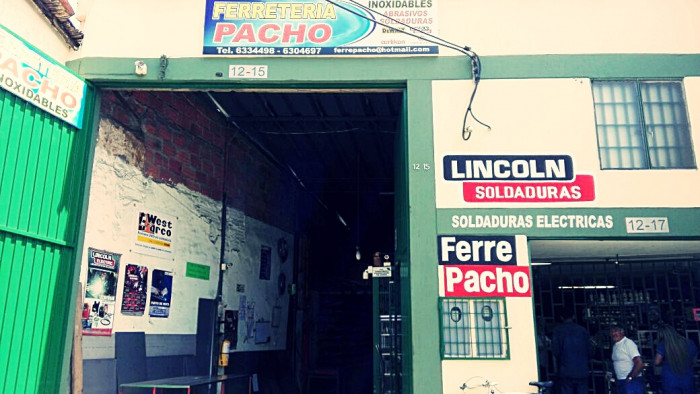 FERRETERIA
PACHO
INOXIDABLES
ABRASIVOS
SOLDADURAS
Tel. 6334498 - 6304697
ferrepacho@hotmail.com
PACHO
INOXIDABLES
12-15
12 15
LINCOLN
SOLDADURAS
SOLDADURAS ELECTRICAS
12-17
Ferre
Pacho
West
arco
LINCOLN